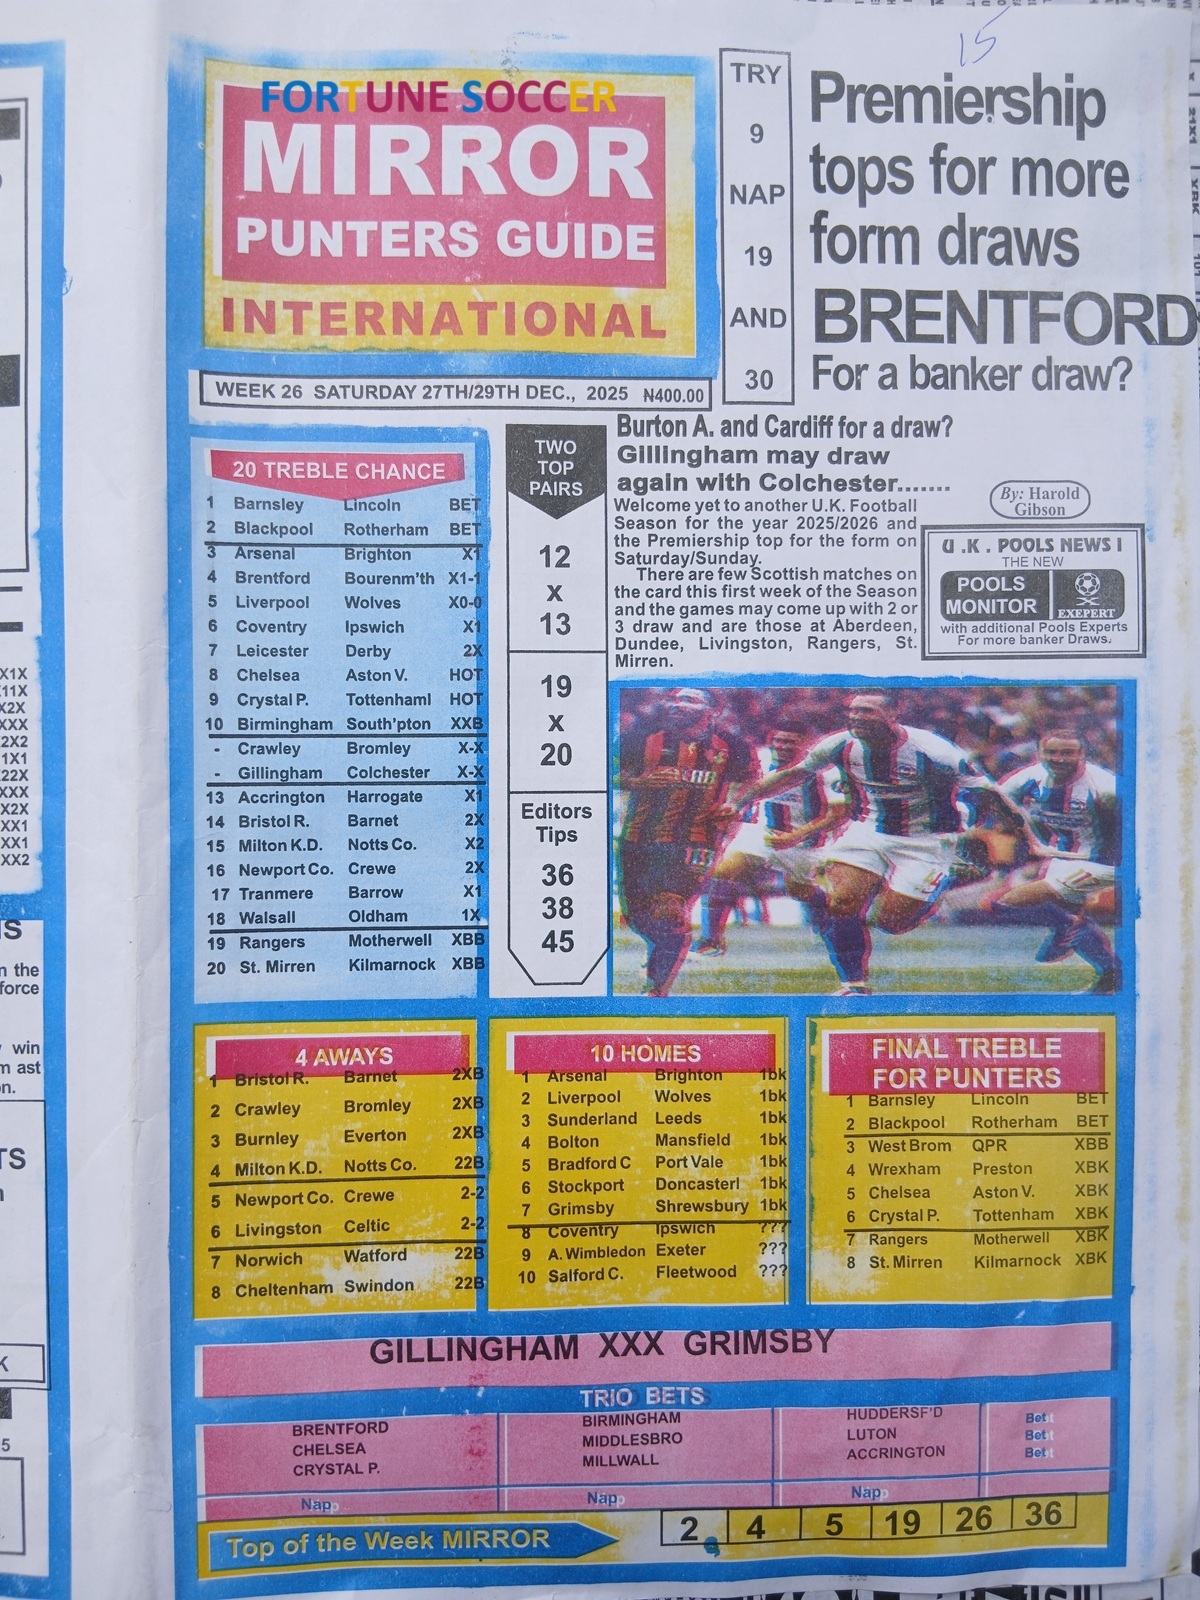 15
FORTUNE SOCCER
MIRROR
PUNTERS GUIDE
INTERNATIONAL
WEEK 26 SATURDAY 27TH/29TH DEC., 2025 N400.00
TRY
9
NAP
19
AND
30
Premiership
tops for more
form draws
BRENTFORD
For a banker draw?
20 TREBLE CHANCE
1 Barnsley Lincoln BET
2 Blackpool Rotherham BET
3 Arsenal Brighton X1
4 Brentford Bourenm'th X1-1
5 Liverpool Wolves X0-0
6 Coventry Ipswich X1
7 Leicester Derby 2X
8 Chelsea Aston V. HOT
9 Crystal P. Tottenhaml HOT
10 Birmingham South'pton XXB
- Crawley Bromley X-X
- Gillingham Colchester X-X
13 Accrington Harrogate X1
14 Bristol R. Barnet 2X
15 Milton K.D. Notts Co. X2
16 Newport Co. Crewe 2X
17 Tranmere Barrow X1
18 Walsall Oldham 1X
19 Rangers Motherwell XBB
20 St. Mirren Kilmarnock XBB
TWO
TOP
PAIRS
12
X
13
19
X
20
Editors
Tips
36
38
45
Burton A. and Cardiff for a draw?
Gillingham may draw
again with Colchester.......
By: Harold
Gibson
Welcome yet to another U.K. Football
Season for the year 2025/2026 and
the Premiership top for the form on
Saturday/Sunday.
There are few Scottish matches on
the card this first week of the Season
and the games may come up with 2 or
3 draw and are those at Aberdeen,
Dundee, Livingston, Rangers, St.
Mirren.
U .K . POOLS NEWS I
THE NEW
POOLS
MONITOR
EXEPERT
with additional Pools Experts
For more banker Draws.
4 AWAYS
1 Bristol R. Barnet 2XB
2 Crawley Bromley 2XB
3 Burnley Everton 2XB
4 Milton K.D. Notts Co. 22B
5 Newport Co. Crewe 2-2
6 Livingston Celtic 2-2
7 Norwich Watford 22B
8 Cheltenham Swindon 22B
10 HOMES
1 Arsenal Brighton 1bk
2 Liverpool Wolves 1bk
3 Sunderland Leeds 1bk
4 Bolton Mansfield 1bk
5 Bradford C Port Vale 1bk
6 Stockport Doncasterl 1bk
7 Grimsby Shrewsbury 1bk
8 Coventry Ipswich ???
9 A. Wimbledon Exeter ???
10 Salford C. Fleetwood ???
FINAL TREBLE
FOR PUNTERS
1 Barnsley Lincoln BET
2 Blackpool Rotherham BET
3 West Brom QPR XBB
4 Wrexham Preston XBK
5 Chelsea Aston V. XBK
6 Crystal P. Tottenham XBK
7 Rangers Motherwell XBK
8 St. Mirren Kilmarnock XBK
GILLINGHAM XXX GRIMSBY
TRIO BETS
BRENTFORD
CHELSEA
CRYSTAL P.
Nap
BIRMINGHAM
MIDDLESBRO
MILLWALL
Nap
HUDDERSF'D
LUTON
ACCRINGTON
Nap
Bet
Bet
Bet
Top of the Week MIRROR
2 4 5 19 26 36